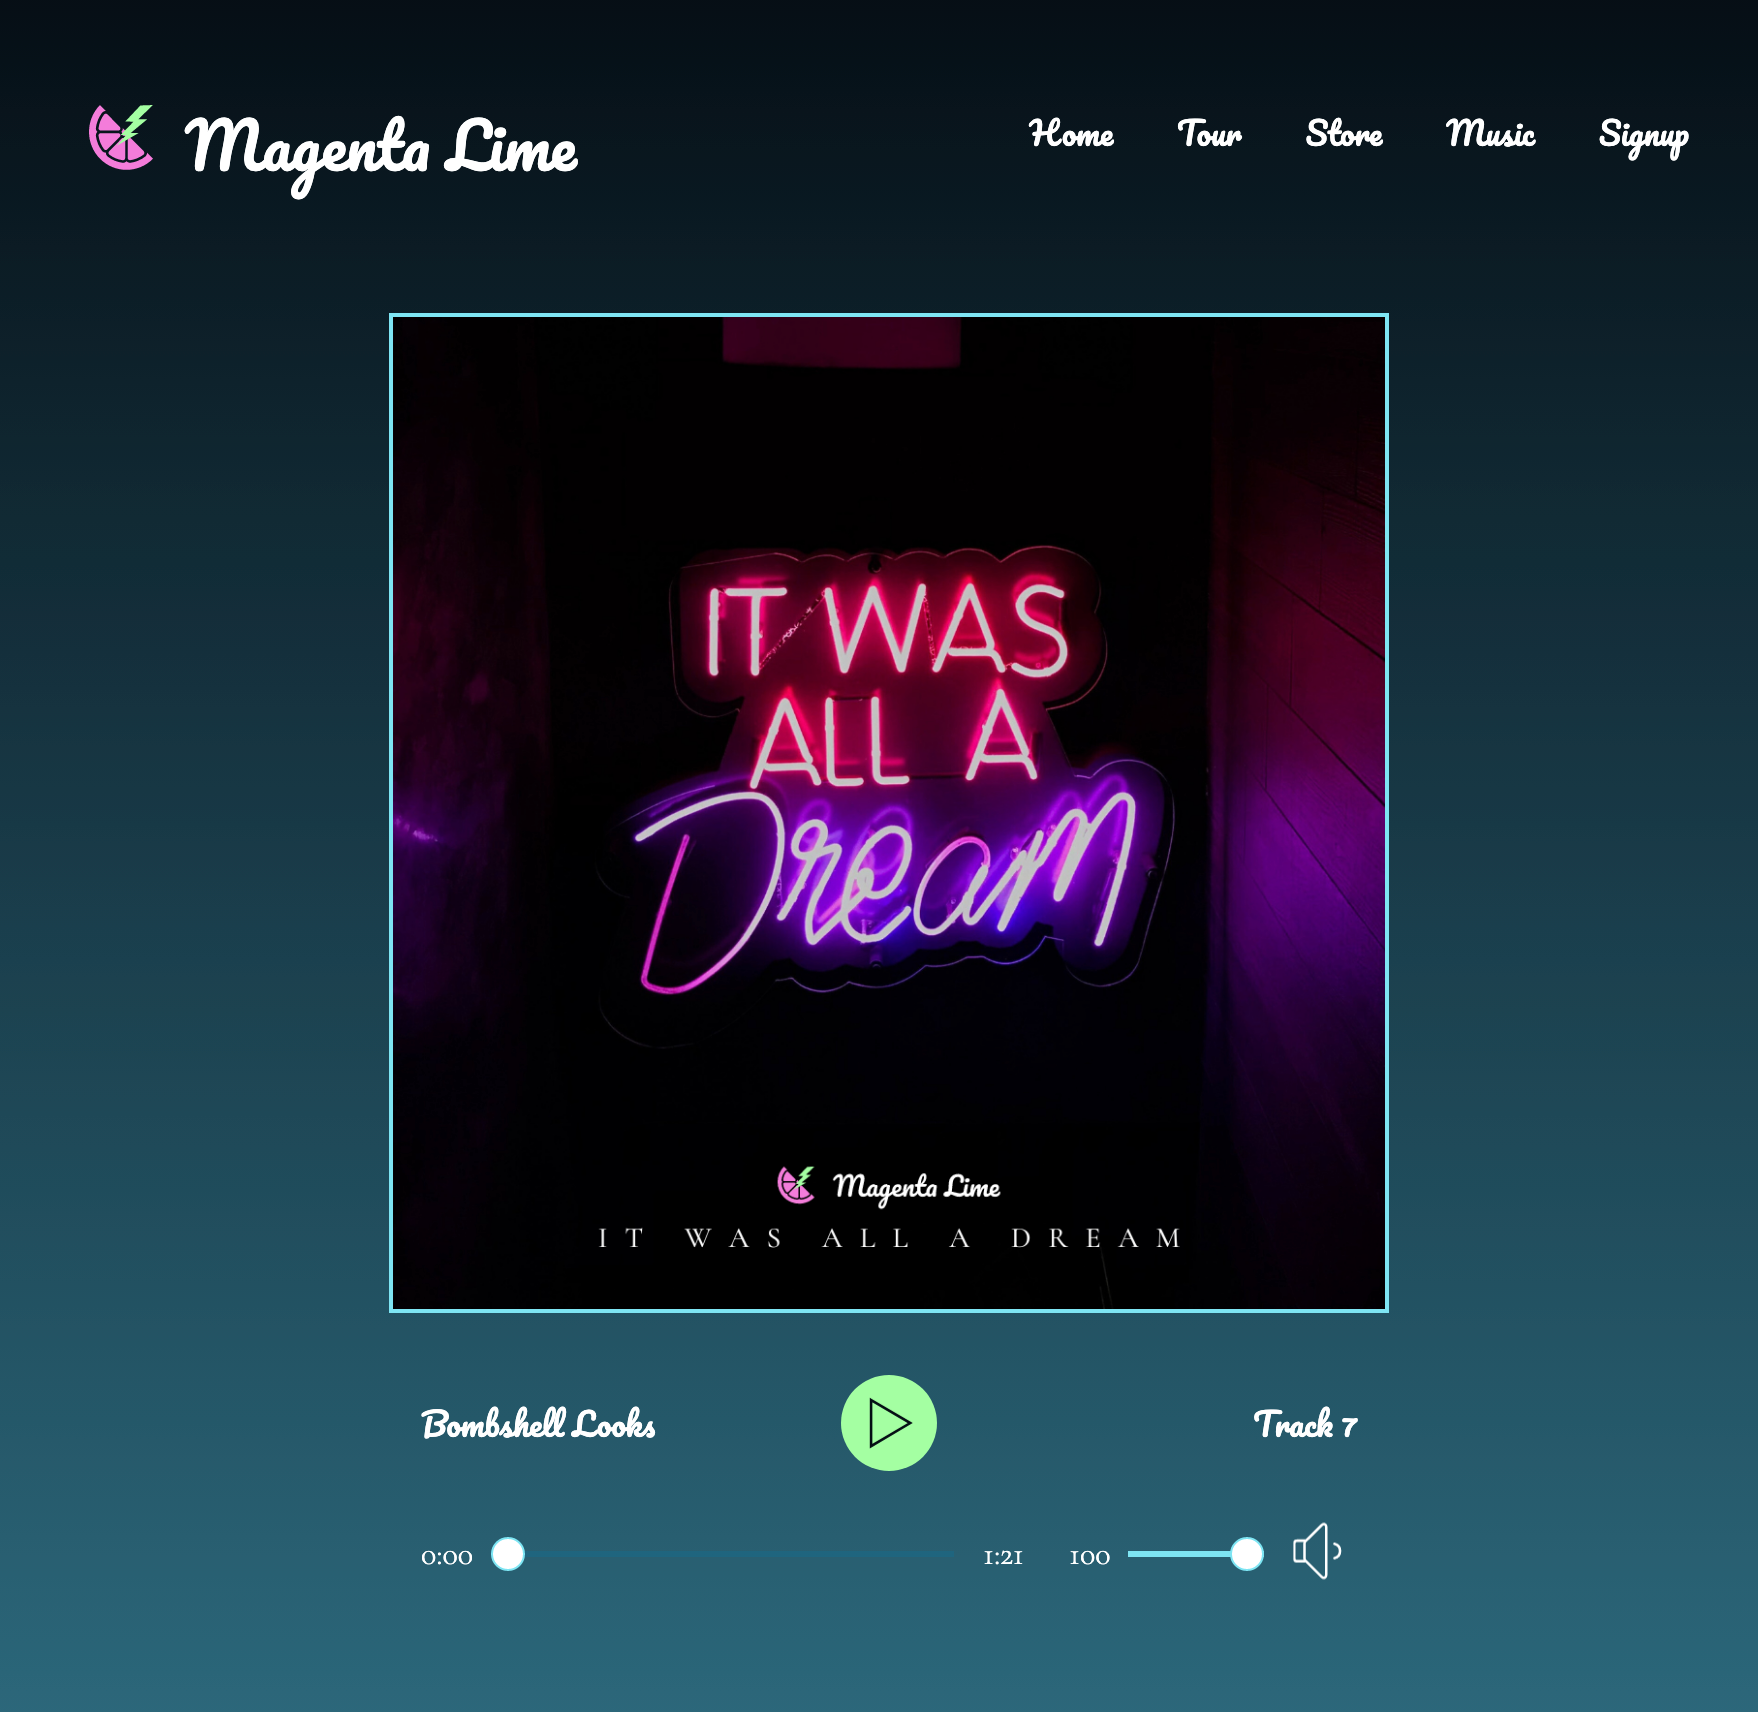 Magenta Lime
Home Tour Store Music Signup
IT WAS
ALL A
Dream
Magenta Lime
IT WAS ALL A DREAM
Bombshell Looks
Track 7
0:00
1:21
100